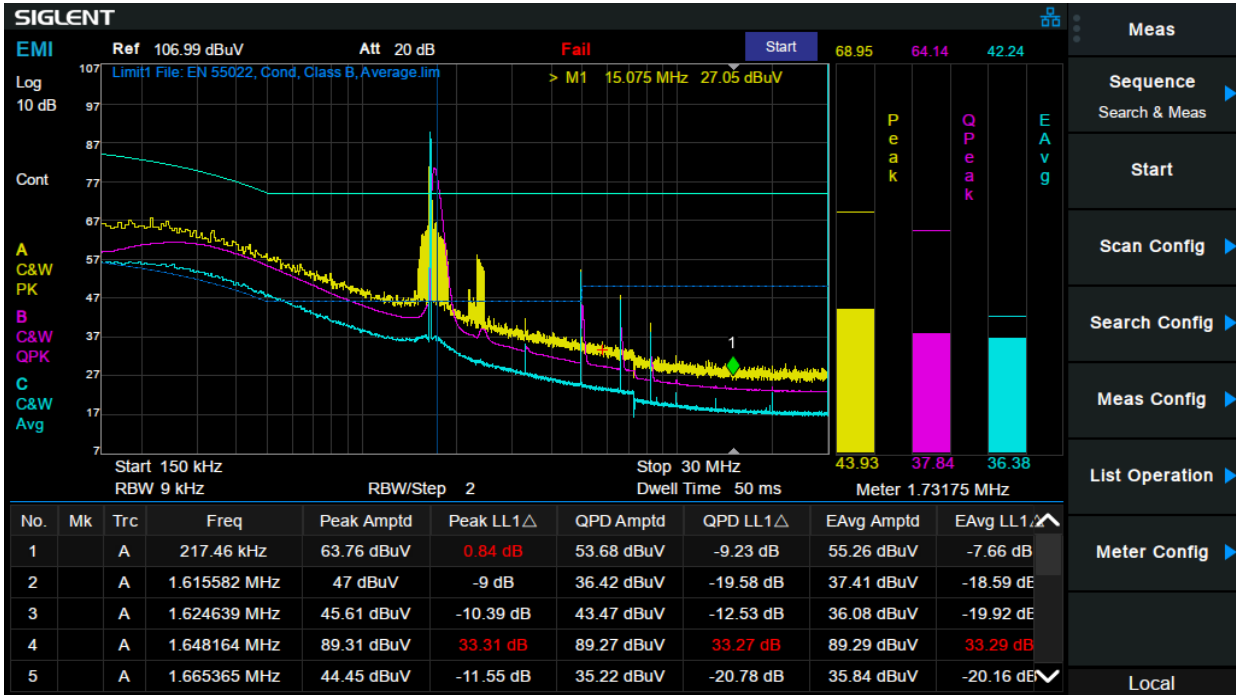 SIGLENT
EMI
Ref 106.99 dBuV Att 20 dB Fail Start 68.95 64.14 42.24
Log
10 dB
Cont
A
C&W
PK
B
C&W
QPK
C
C&W
Avg
Limit1 File: EN 55022, Cond, Class B, Average.lim
> M1 15.075 MHz 27.05 dBuV
107
97
87
77
67
57
47
37
27
17
7
1
Peak
QPeak
EAvg
43.93 37.84 36.38
Start 150 kHz Stop 30 MHz
RBW 9 kHz RBW/Step 2 Dwell Time 50 ms Meter 1.73175 MHz
No. Mk Trc Freq Peak Amptd Peak LL1△ QPD Amptd QPD LL1△ EAvg Amptd EAvg LL1△
1 A 217.46 kHz 63.76 dBuV 0.84 dB 53.68 dBuV -9.23 dB 55.26 dBuV -7.66 dB
2 A 1.615582 MHz 47 dBuV -9 dB 36.42 dBuV -19.58 dB 37.41 dBuV -18.59 dB
3 A 1.624639 MHz 45.61 dBuV -10.39 dB 43.47 dBuV -12.53 dB 36.08 dBuV -19.92 dB
4 A 1.648164 MHz 89.31 dBuV 33.31 dB 89.27 dBuV 33.27 dB 89.29 dBuV 33.29 dB
5 A 1.665365 MHz 44.45 dBuV -11.55 dB 35.22 dBuV -20.78 dB 35.84 dBuV -20.16 dB
Meas
Sequence
Search & Meas
Start
Scan Config
Search Config
Meas Config
List Operation
Meter Config
Local